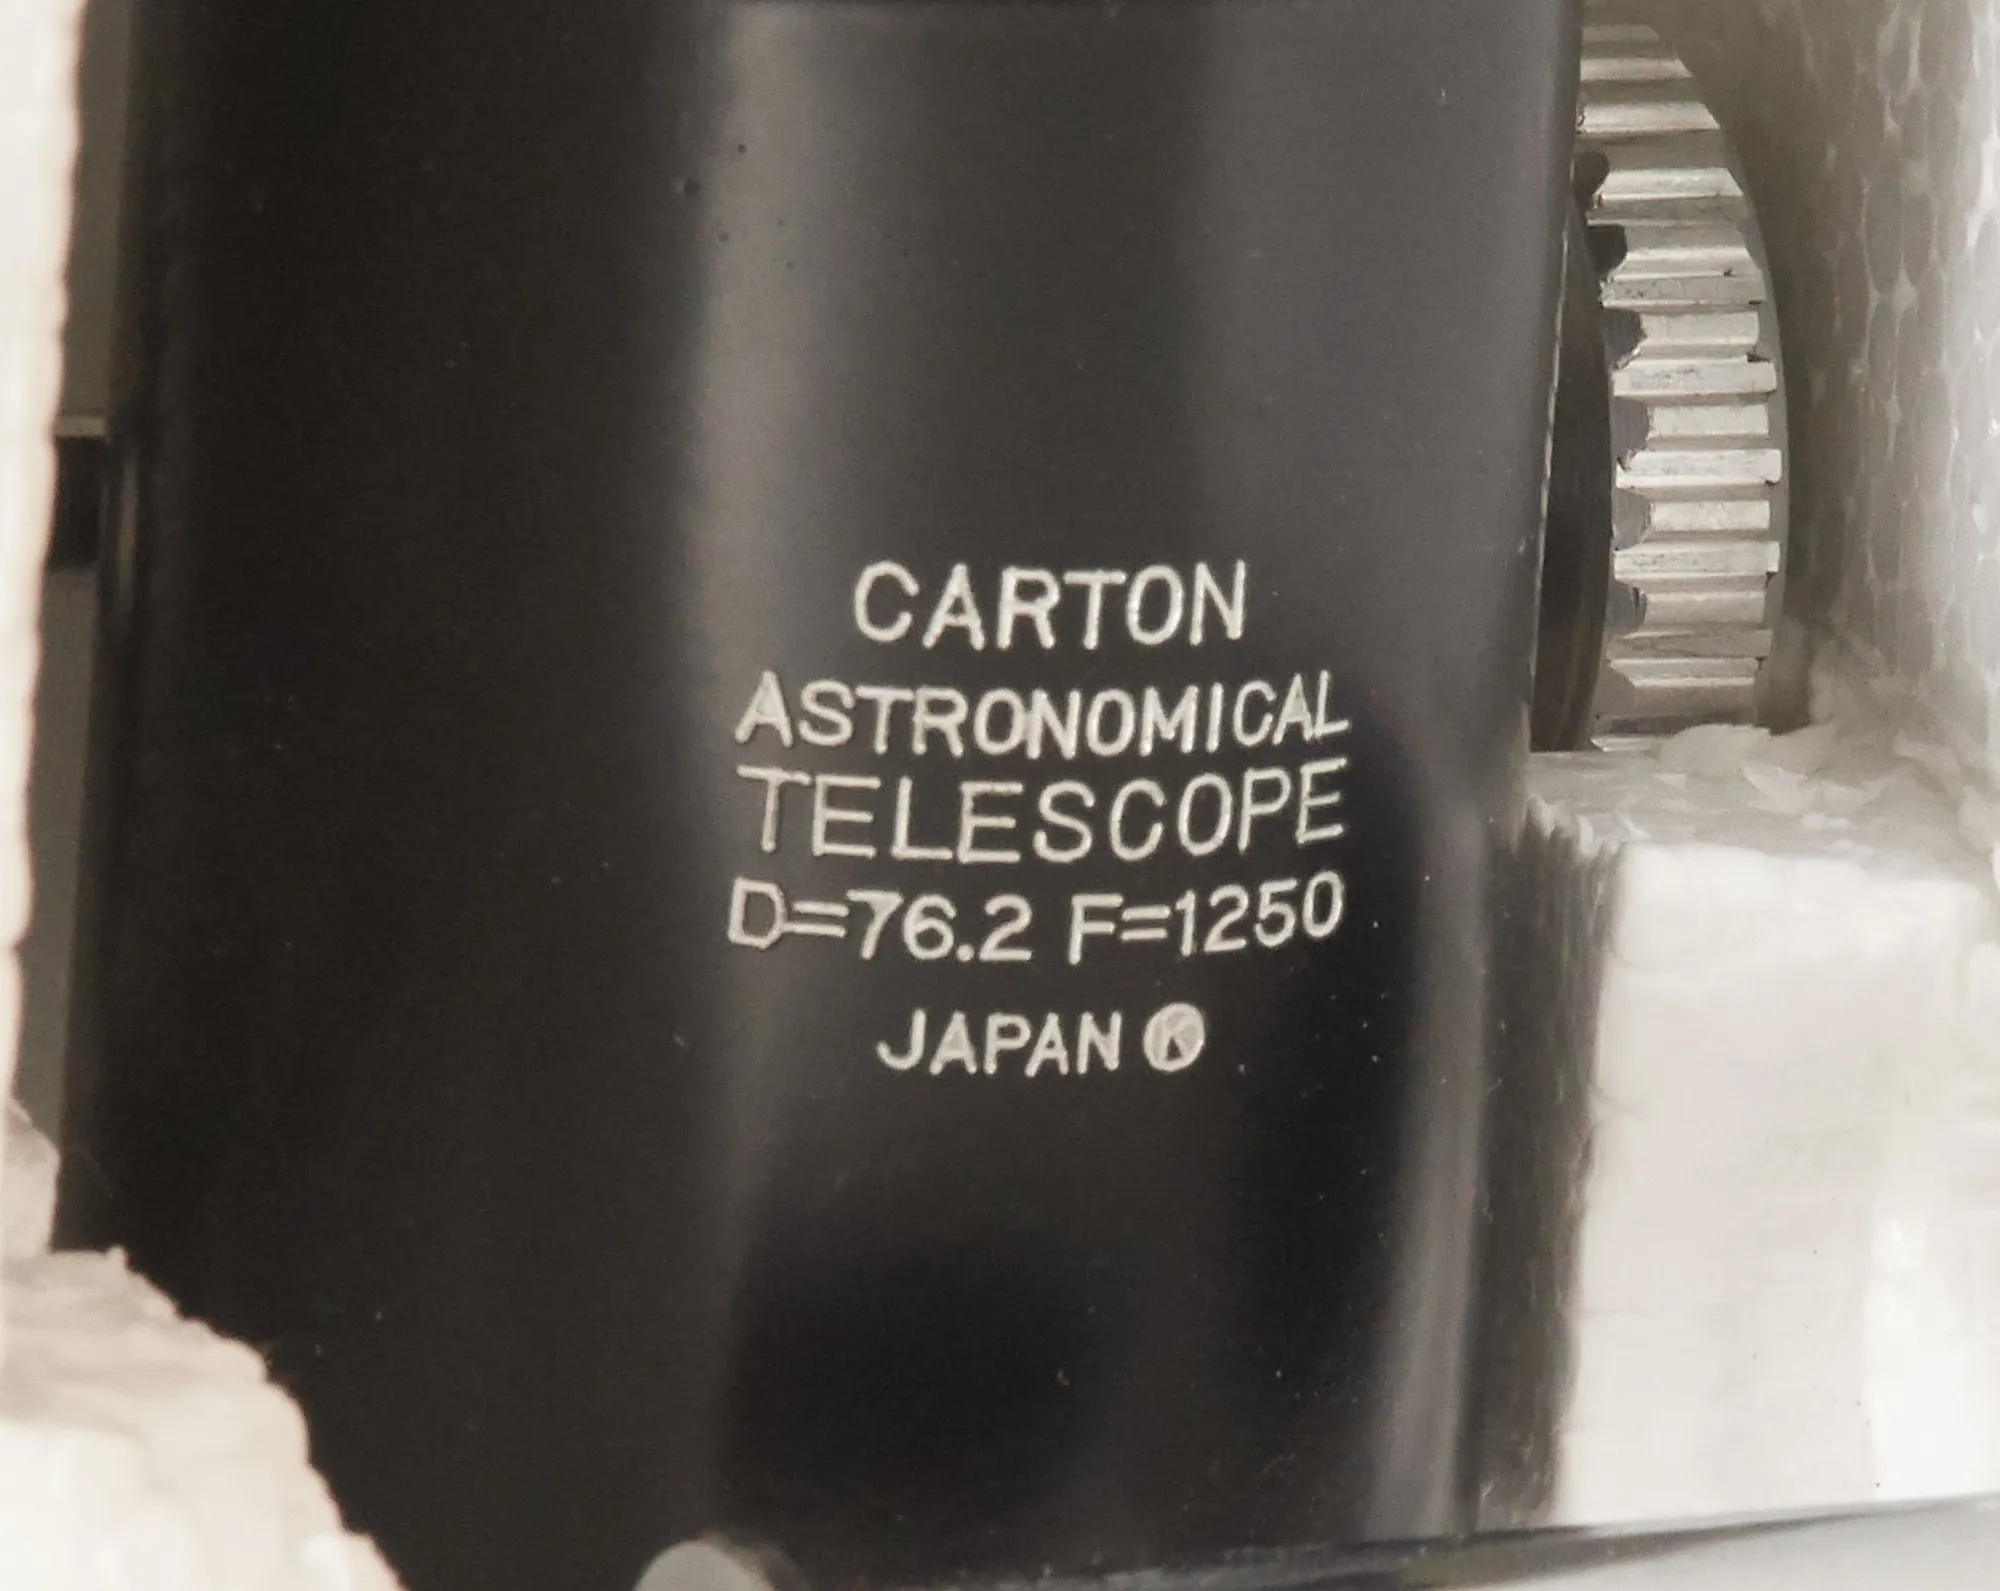 CARTON
ASTRONOMICAL
TELESCOPE
D=76.2 F=1250
JAPAN Ⓚ